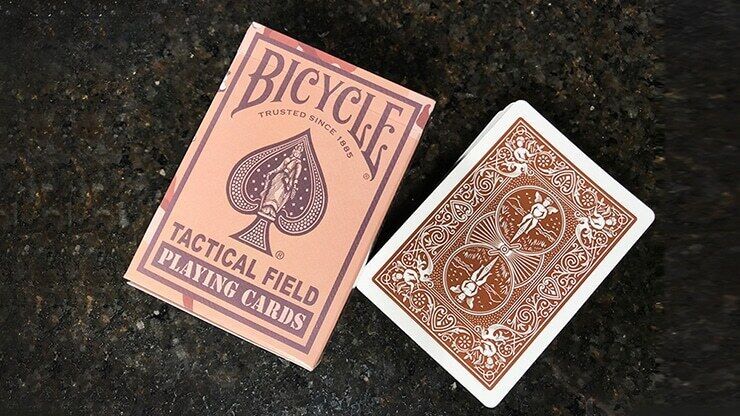 BICYCLE
®
TRUSTED SINCE 1885
®
TACTICAL FIELD
PLAYING CARDS